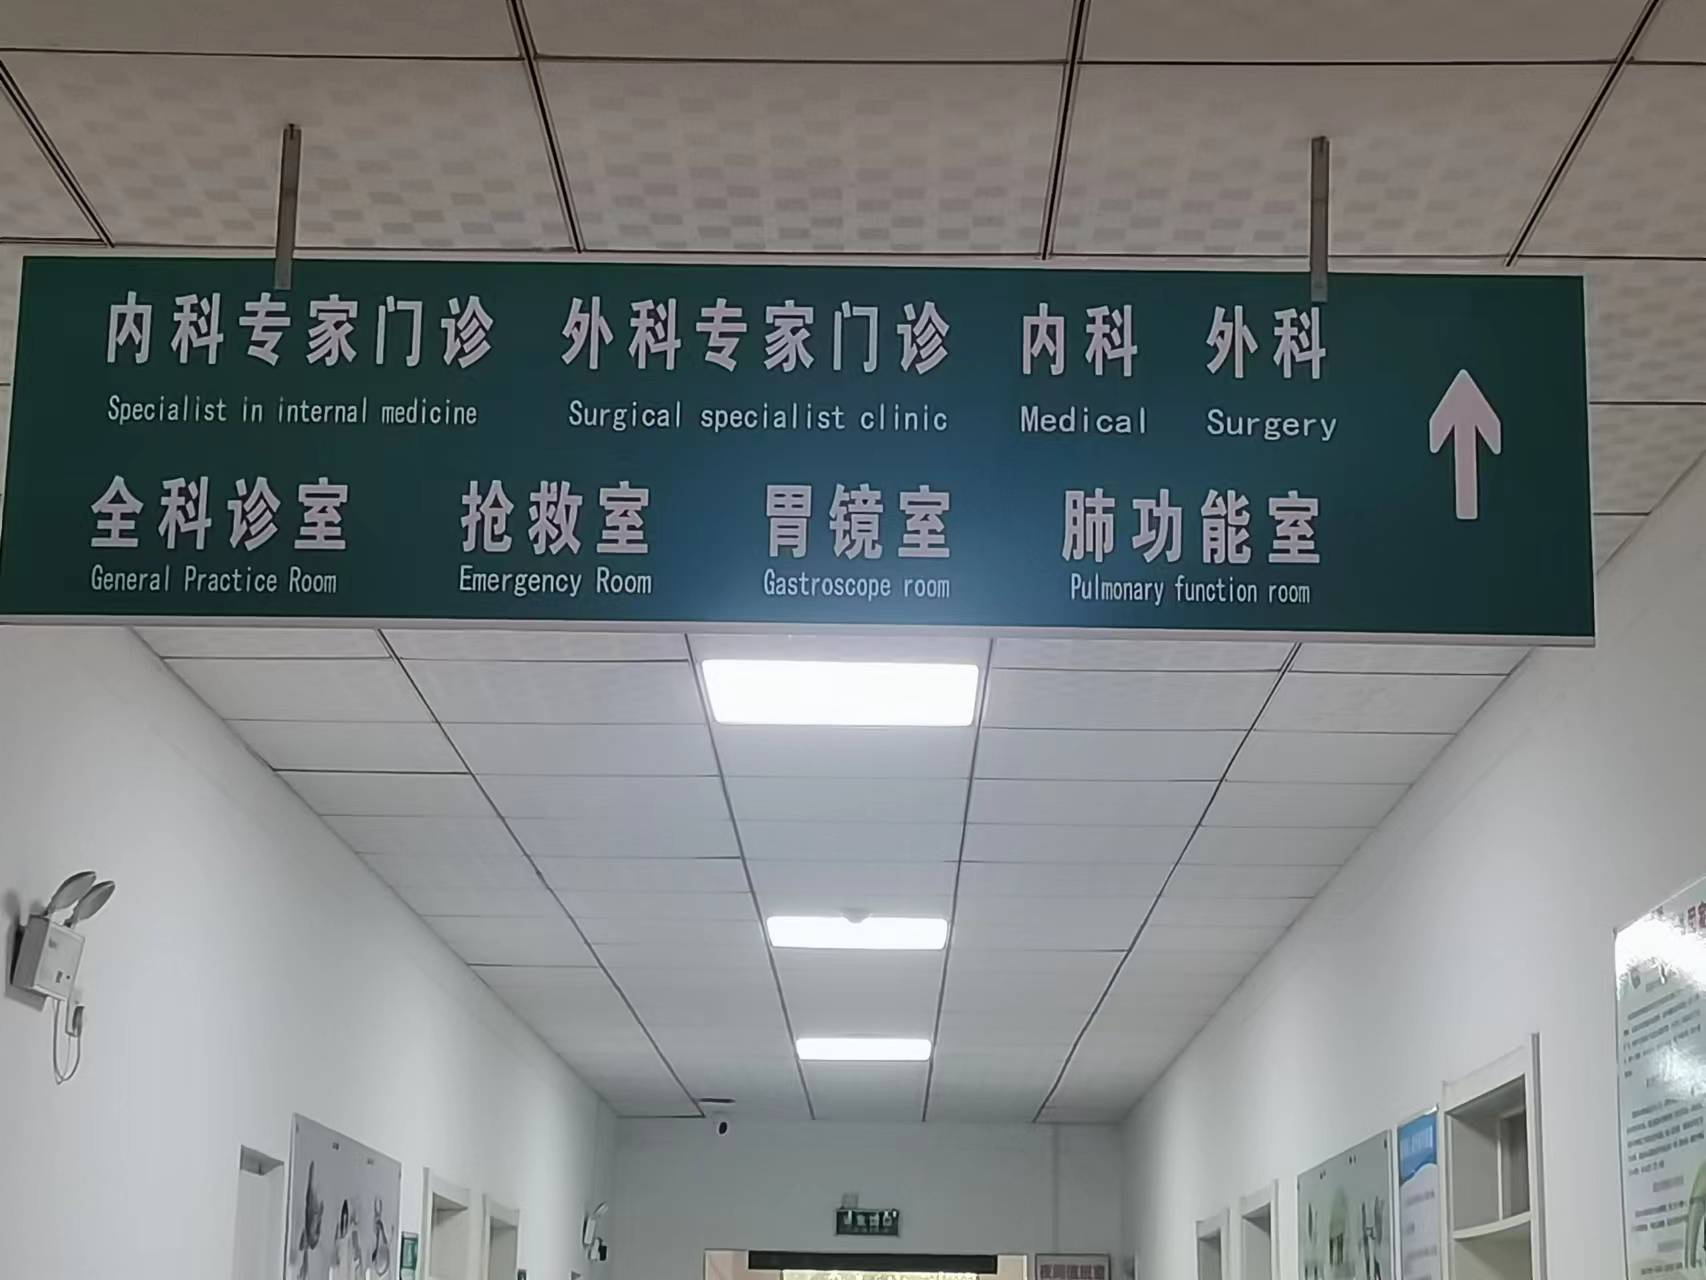 内科专家门诊 外科专家门诊 内科 外科
Specialist in internal medicine Surgical specialist clinic Medical Surgery
全科诊室 抢救室 胃镜室 肺功能室
General Practice Room Emergency Room Gastroscope room Pulmonary function room